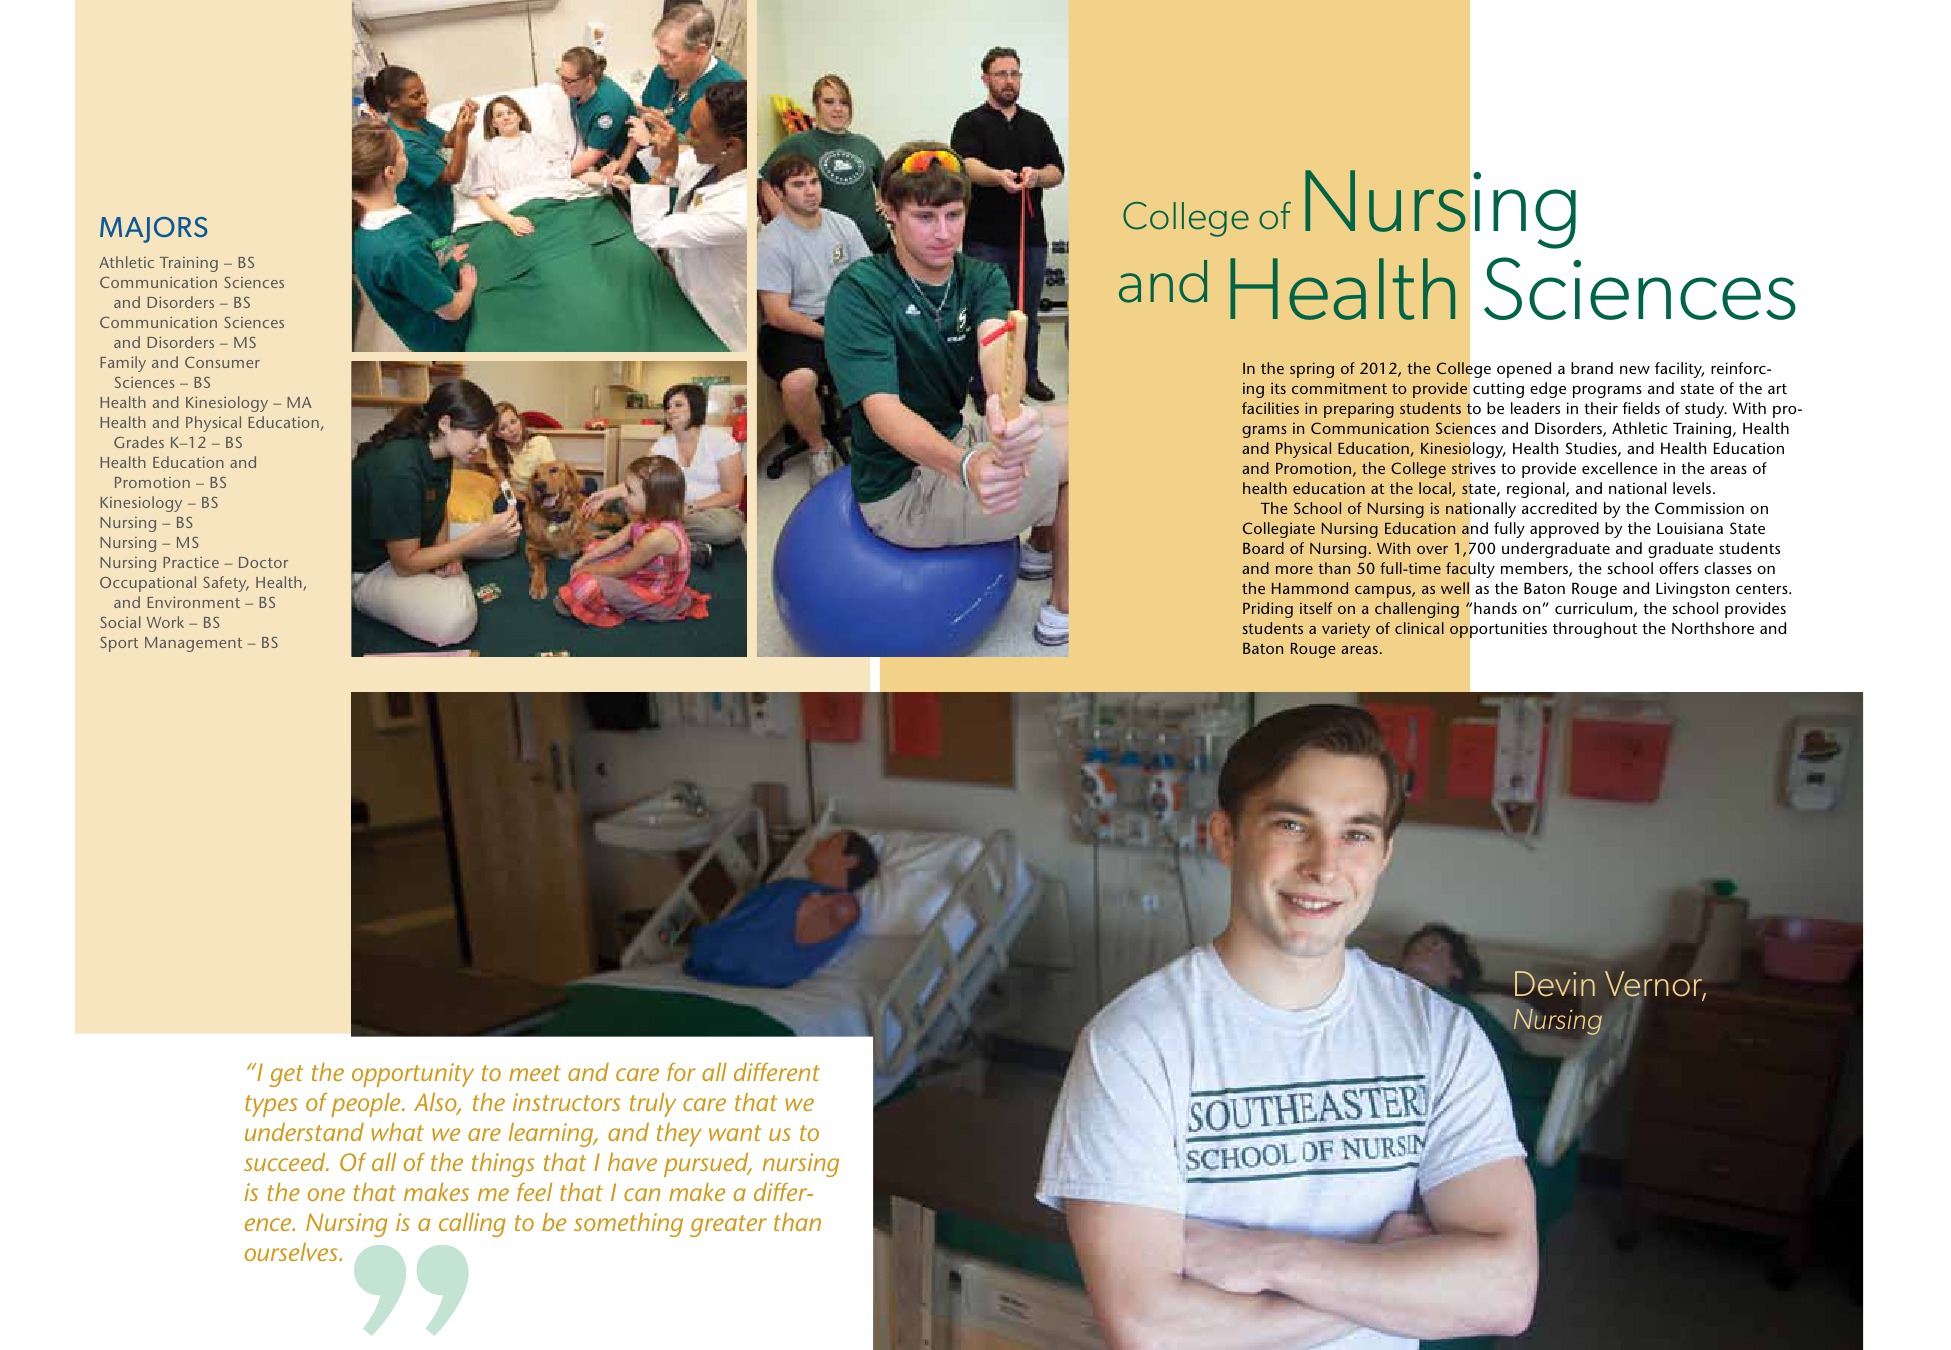 MAJORS
Athletic Training – BS
Communication Sciences
and Disorders – BS
Communication Sciences
and Disorders – MS
Family and Consumer
Sciences – BS
Health and Kinesiology – MA
Health and Physical Education,
Grades K–12 – BS
Health Education and
Promotion – BS
Kinesiology – BS
Nursing – BS
Nursing – MS
Nursing Practice – Doctor
Occupational Safety, Health,
and Environment – BS
Social Work – BS
Sport Management – BS
College of Nursing
and Health Sciences
In the spring of 2012, the College opened a brand new facility, reinforc-
ing its commitment to provide cutting edge programs and state of the art
facilities in preparing students to be leaders in their fields of study. With pro-
grams in Communication Sciences and Disorders, Athletic Training, Health
and Physical Education, Kinesiology, Health Studies, and Health Education
and Promotion, the College strives to provide excellence in the areas of
health education at the local, state, regional, and national levels.
The School of Nursing is nationally accredited by the Commission on
Collegiate Nursing Education and fully approved by the Louisiana State
Board of Nursing. With over 1,700 undergraduate and graduate students
and more than 50 full-time faculty members, the school offers classes on
the Hammond campus, as well as the Baton Rouge and Livingston centers.
Priding itself on a challenging “hands on” curriculum, the school provides
students a variety of clinical opportunities throughout the Northshore and
Baton Rouge areas.
Devin Vernor,
Nursing
SOUTHEASTERN
SCHOOL OF NURSIN
“I get the opportunity to meet and care for all different
types of people. Also, the instructors truly care that we
understand what we are learning, and they want us to
succeed. Of all of the things that I have pursued, nursing
is the one that makes me feel that I can make a differ-
ence. Nursing is a calling to be something greater than
ourselves.”